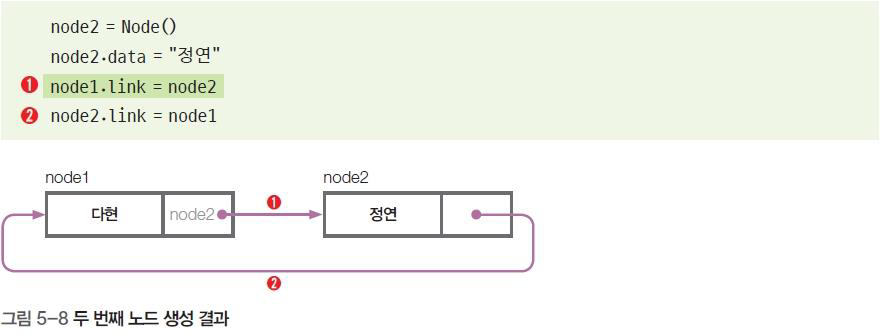 node2 = Node()
node2.data = "정연"
❶ node1.link = node2
❷ node2.link = node1
node1 node2
다현 node2 ❶ 정연
❷
그림 5-8 두 번째 노드 생성 결과